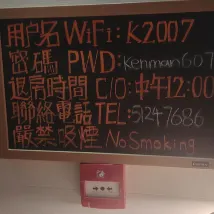 用戶名 WiFi: K2007
密碼 PWD: Kenman607
退房時間 C/O: 中午12:00
聯絡電話 TEL: 51247686
嚴禁吸煙 No Smoking